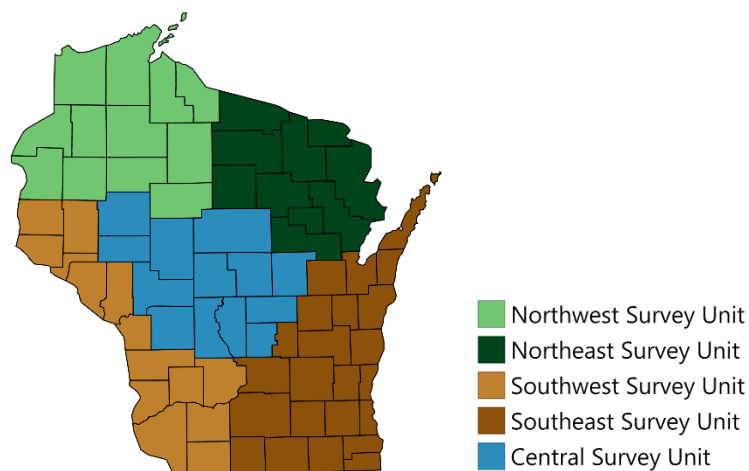 Northwest Survey Unit
Northeast Survey Unit
Southwest Survey Unit
Southeast Survey Unit
Central Survey Unit